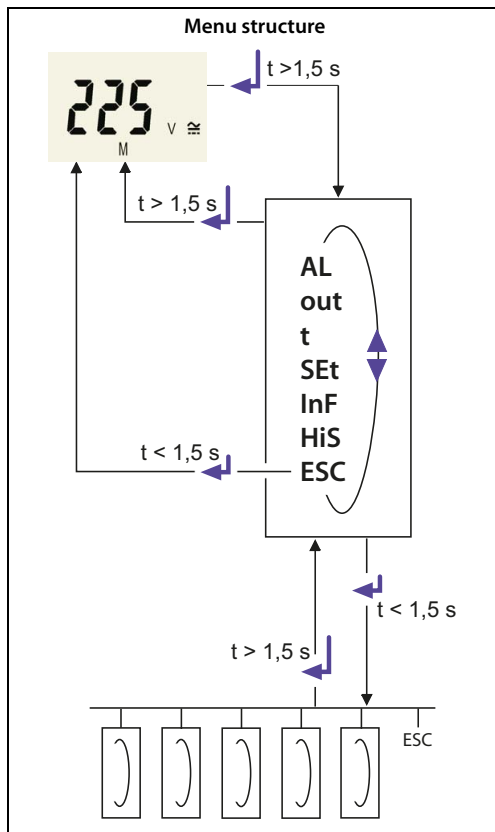 Menu structure
t >1,5 s
225 V ≅
M
t > 1,5 s
AL
out
t
SEt
InF
HiS
ESC
t < 1,5 s
t < 1,5 s
t > 1,5 s
ESC